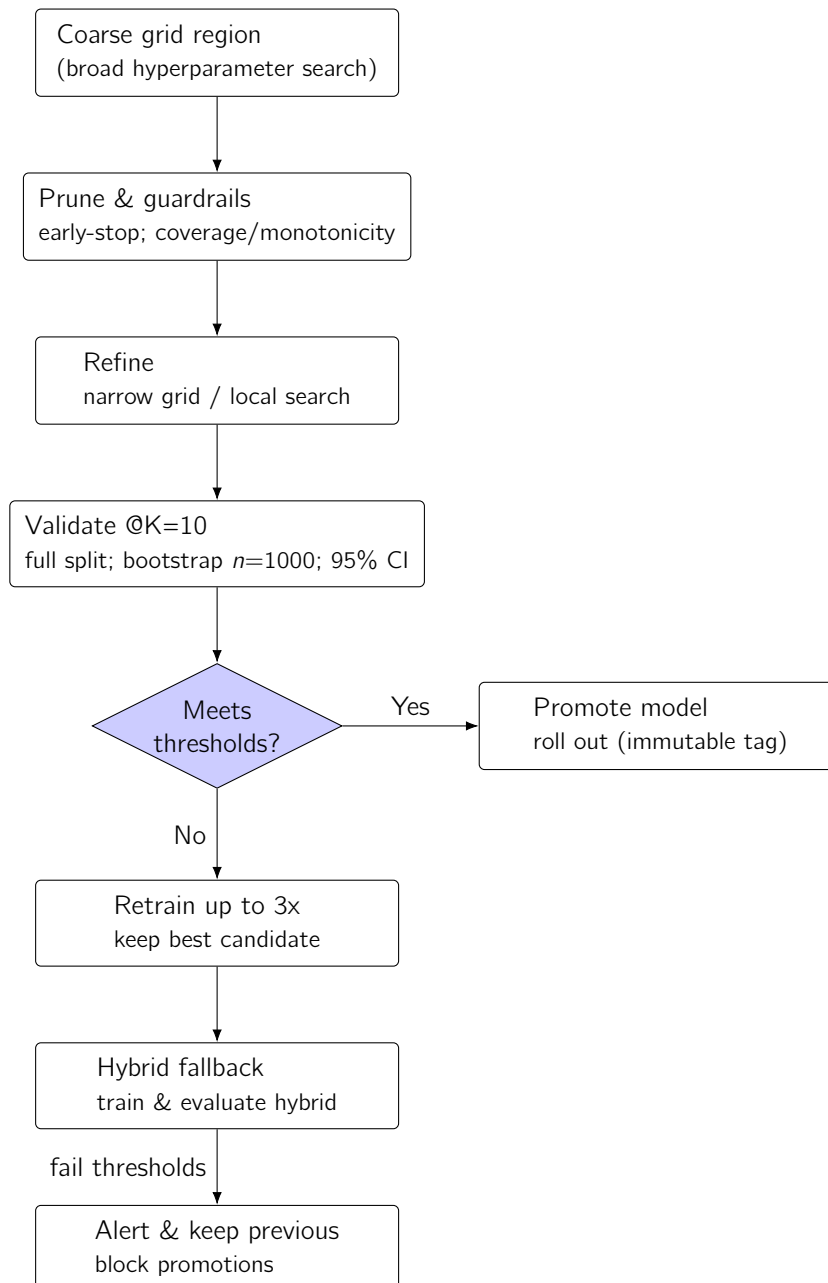 Coarse grid region
(broad hyperparameter search)
Prune & guardrails
early-stop; coverage/monotonicity
Refine
narrow grid / local search
Validate @K=10
full split; bootstrap n=1000; 95% CI
Meets
thresholds?
Yes
Promote model
roll out (immutable tag)
No
Retrain up to 3x
keep best candidate
Hybrid fallback
train & evaluate hybrid
fail thresholds
Alert & keep previous
block promotions